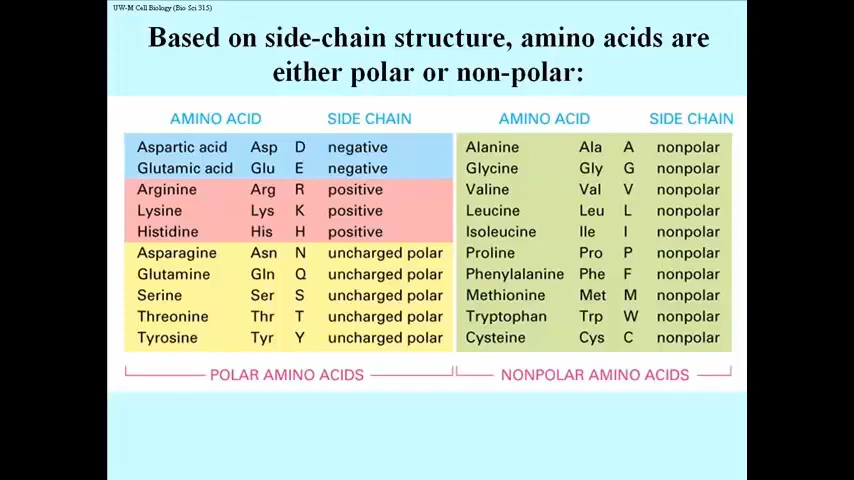 UW-M Cell Biology (Bio Sci 315)
Based on side-chain structure, amino acids are
either polar or non-polar:
AMINO ACID SIDE CHAIN AMINO ACID SIDE CHAIN
Aspartic acid Asp D negative Alanine Ala A nonpolar
Glutamic acid Glu E negative Glycine Gly G nonpolar
Arginine Arg R positive Valine Val V nonpolar
Lysine Lys K positive Leucine Leu L nonpolar
Histidine His H positive Isoleucine Ile I nonpolar
Asparagine Asn N uncharged polar Proline Pro P nonpolar
Glutamine Gln Q uncharged polar Phenylalanine Phe F nonpolar
Serine Ser S uncharged polar Methionine Met M nonpolar
Threonine Thr T uncharged polar Tryptophan Trp W nonpolar
Tyrosine Tyr Y uncharged polar Cysteine Cys C nonpolar
POLAR AMINO ACIDS NONPOLAR AMINO ACIDS